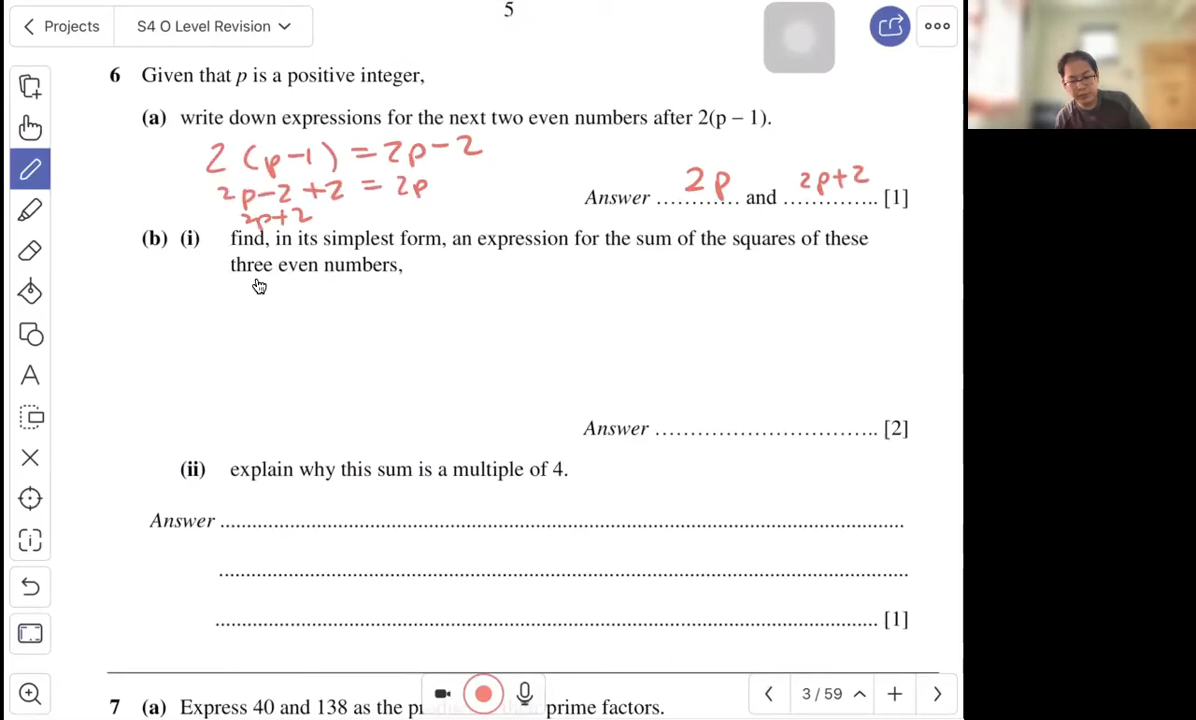 5
Projects
S4 O Level Revision
6 Given that p is a positive integer,
(a) write down expressions for the next two even numbers after 2(p – 1).
2(p-1) = 2p-2
2p-2+2 = 2p
2p+2
Answer ............ 2p and .............. 2p+2 [1]
(b) (i) find, in its simplest form, an expression for the sum of the squares of these
three even numbers,
Answer ................................. [2]
(ii) explain why this sum is a multiple of 4.
Answer
[1]
3 / 59
7 (a) Express 40 and 138 as the prime factors.